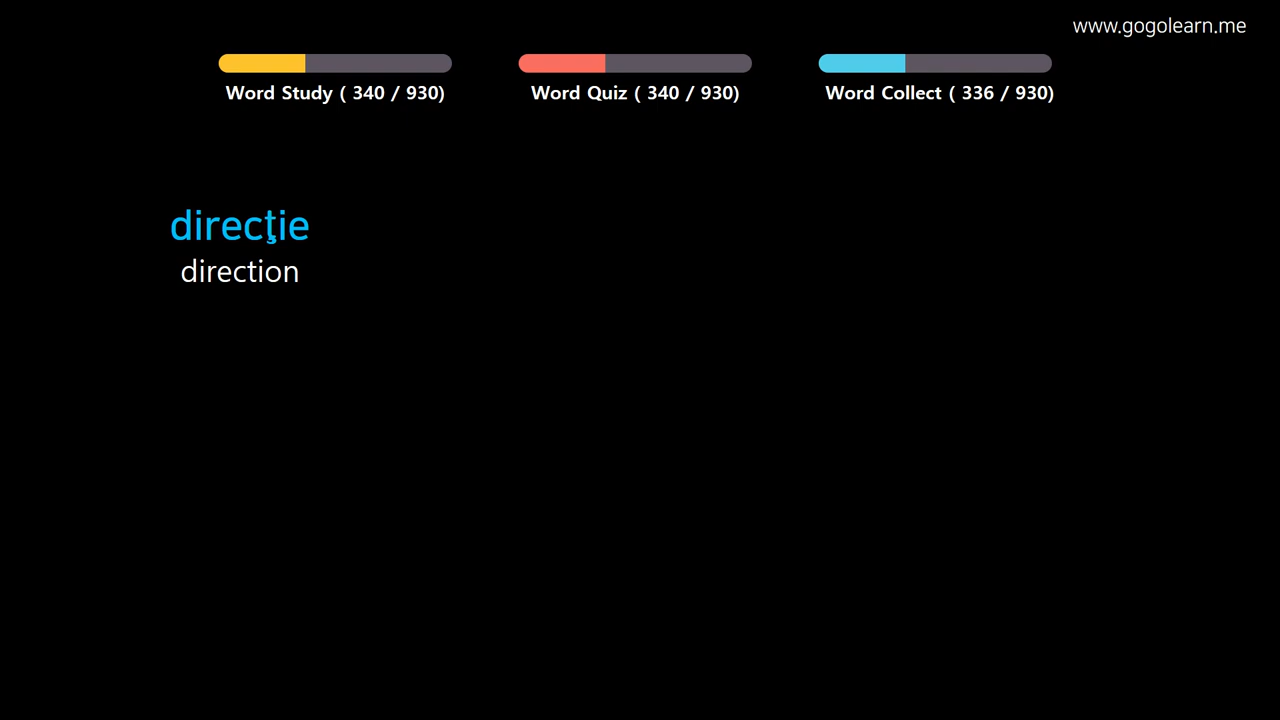 www.gogolearn.me
Word Study ( 340 / 930)
Word Quiz ( 340 / 930)
Word Collect ( 336 / 930)
direcţie
direction